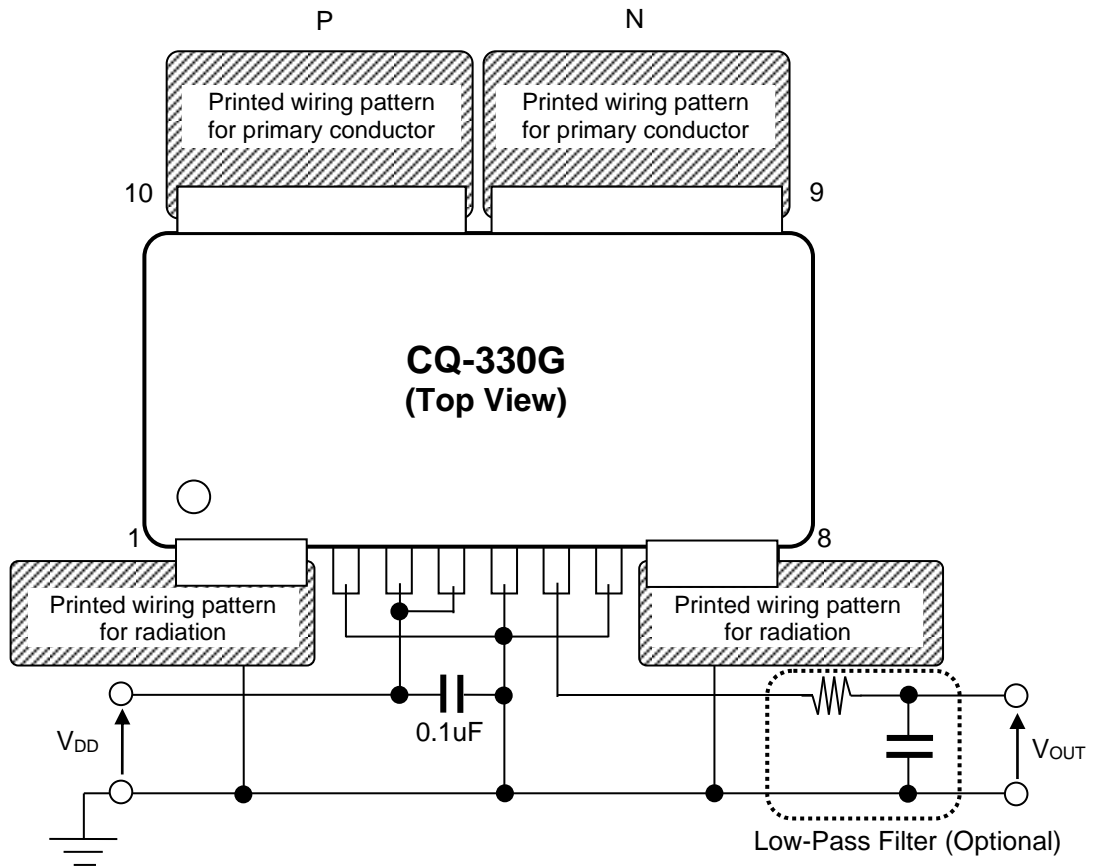 P
N
Printed wiring pattern
for primary conductor
Printed wiring pattern
for primary conductor
10
9
CQ-330G
(Top View)
1
8
Printed wiring pattern
for radiation
Printed wiring pattern
for radiation
0.1uF
VDD
VOUT
Low-Pass Filter (Optional)